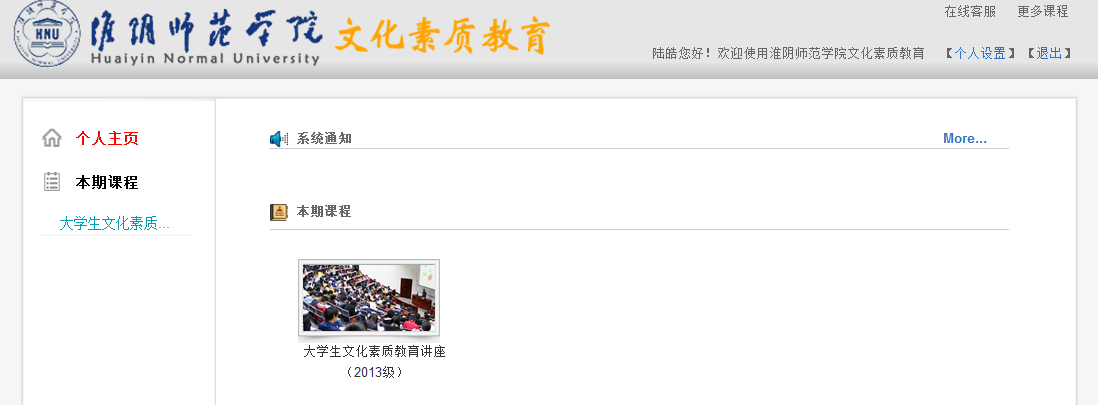 在线客服 更多课程
淮阴师范学院 文化素质教育
HNU
Huaiyin Normal University
陆皓您好！欢迎使用淮阴师范学院文化素质教育 【个人设置】【退出】
个人主页
系统通知 More...
本期课程
本期课程
大学生文化素质...
大学生文化素质教育讲座
（2013级）